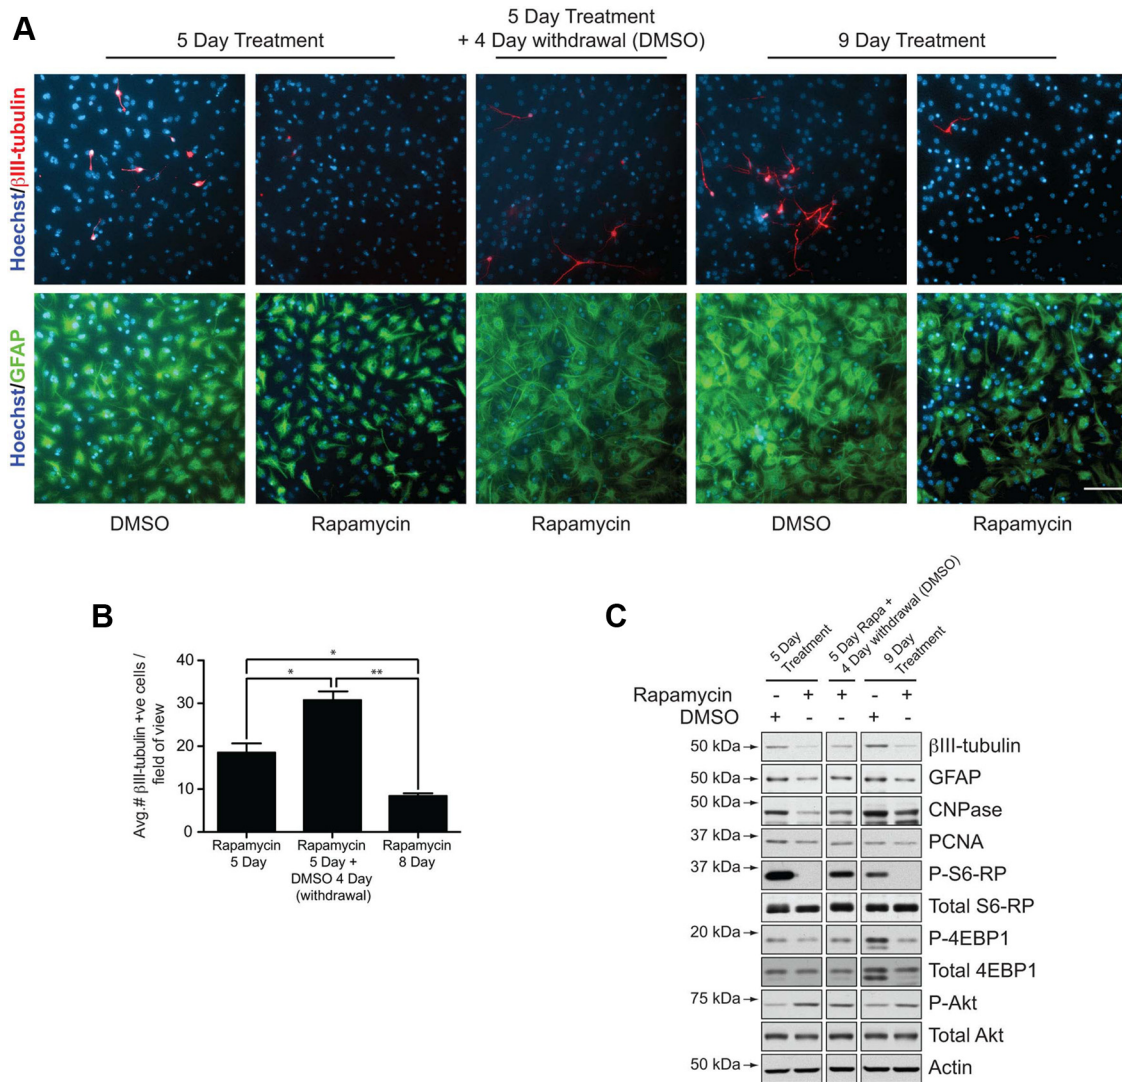 A
5 Day Treatment
5 Day Treatment
+ 4 Day withdrawal (DMSO)
9 Day Treatment
Hoechst/βIII-tubulin
Hoechst/GFAP
DMSO
Rapamycin
Rapamycin
DMSO
Rapamycin
B
Avg.# βIII-tubulin +ve cells /
field of view
40
30
20
10
0
*
*
**
Rapamycin
5 Day
Rapamycin
5 Day +
DMSO 4 Day
(withdrawal)
Rapamycin
8 Day
C
5 Day
Treatment
5 Day Rapa +
4 Day withdrawal (DMSO)
9 Day
Treatment
Rapamycin - + + - +
DMSO + - - + -
50 kDa βIII-tubulin
50 kDa GFAP
50 kDa CNPase
37 kDa PCNA
37 kDa P-S6-RP
Total S6-RP
20 kDa P-4EBP1
Total 4EBP1
75 kDa P-Akt
Total Akt
50 kDa Actin